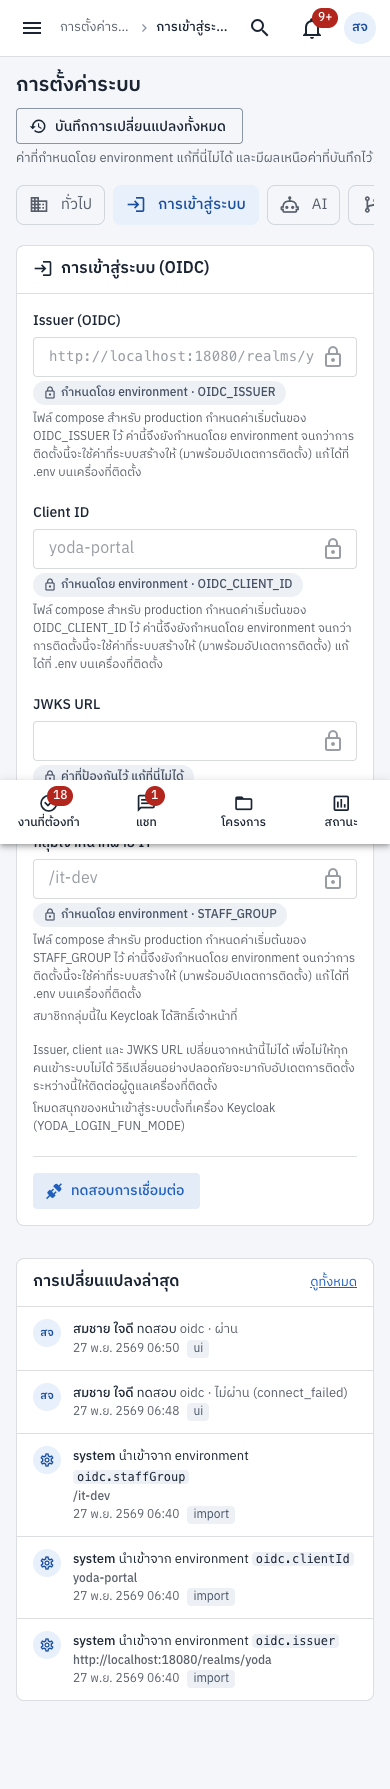 การตั้งค่าร...
การเข้าสู่ระ...
9+
สจ
การตั้งค่าระบบ
บันทึกการเปลี่ยนแปลงทั้งหมด
ค่าที่กำหนดโดย environment แก้ที่นี่ไม่ได้ และมีผลเหนือค่าที่บันทึกไว้
ทั่วไป
การเข้าสู่ระบบ
AI
การเข้าสู่ระบบ (OIDC)
Issuer (OIDC)
http://localhost:18080/realms/y
กำหนดโดย environment · OIDC_ISSUER
ไฟล์ compose สำหรับ production กำหนดค่าเริ่มต้นของ
OIDC_ISSUER ไว้ ค่านี้จึงยังกำหนดโดย environment จนกว่าการ
ติดตั้งนี้จะใช้ค่าที่ระบบสร้างให้ (มาพร้อมอัปเดตการติดตั้ง) แก้ได้ที่
.env บนเครื่องที่ติดตั้ง
Client ID
yoda-portal
กำหนดโดย environment · OIDC_CLIENT_ID
ไฟล์ compose สำหรับ production กำหนดค่าเริ่มต้นของ
OIDC_CLIENT_ID ไว้ ค่านี้จึงยังกำหนดโดย environment จนกว่า
การติดตั้งนี้จะใช้ค่าที่ระบบสร้างให้ (มาพร้อมอัปเดตการติดตั้ง) แก้
ได้ที่ .env บนเครื่องที่ติดตั้ง
JWKS URL
ค่าที่ป้องกันไว้ แก้ที่นี่ไม่ได้
18
งานที่ต้องทำ
1
แชท
โครงการ
สถานะ
/it-dev
กำหนดโดย environment · STAFF_GROUP
ไฟล์ compose สำหรับ production กำหนดค่าเริ่มต้นของ
STAFF_GROUP ไว้ ค่านี้จึงยังกำหนดโดย environment จนกว่าการ
ติดตั้งนี้จะใช้ค่าที่ระบบสร้างให้ (มาพร้อมอัปเดตการติดตั้ง) แก้ได้ที่
.env บนเครื่องที่ติดตั้ง
สมาชิกกลุ่มนี้ใน Keycloak ได้สิทธิ์เจ้าหน้าที่
Issuer, client และ JWKS URL เปลี่ยนจากหน้านี้ไม่ได้ เพื่อไม่ให้ทุก
คนเข้าระบบไม่ได้ วิธีเปลี่ยนอย่างปลอดภัยจะมากับอัปเดตการติดตั้ง
ระหว่างนี้ให้ติดต่อผู้ดูแลเครื่องที่ติดตั้ง
โหมดสนุกของหน้าเข้าสู่ระบบตั้งที่เครื่อง Keycloak
(YODA_LOGIN_FUN_MODE)
ทดสอบการเชื่อมต่อ
การเปลี่ยนแปลงล่าสุด
ดูทั้งหมด
สจ
สมชาย ใจดี ทดสอบ oidc · ผ่าน
27 พ.ย. 2569 06:50 ui
สจ
สมชาย ใจดี ทดสอบ oidc · ไม่ผ่าน (connect_failed)
27 พ.ย. 2569 06:48 ui
system นำเข้าจาก environment
oidc.staffGroup
/it-dev
27 พ.ย. 2569 06:40 import
system นำเข้าจาก environment oidc.clientId
yoda-portal
27 พ.ย. 2569 06:40 import
system นำเข้าจาก environment oidc.issuer
http://localhost:18080/realms/yoda
27 พ.ย. 2569 06:40 import